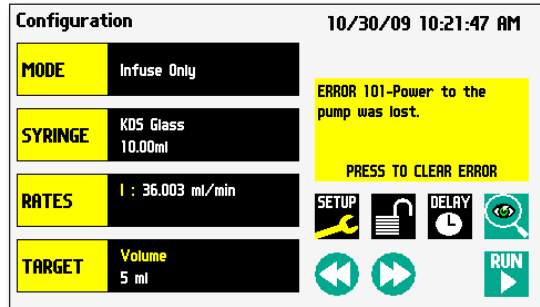 Configuration
10/30/09 10:21:47 AM
MODE
Infuse Only
SYRINGE
KDS Glass
10.00ml
RATES
I : 36.003 ml/min
TARGET
Volume
5 ml
ERROR 101-Power to the
pump was lost.
PRESS TO CLEAR ERROR
SETUP
DELAY
RUN